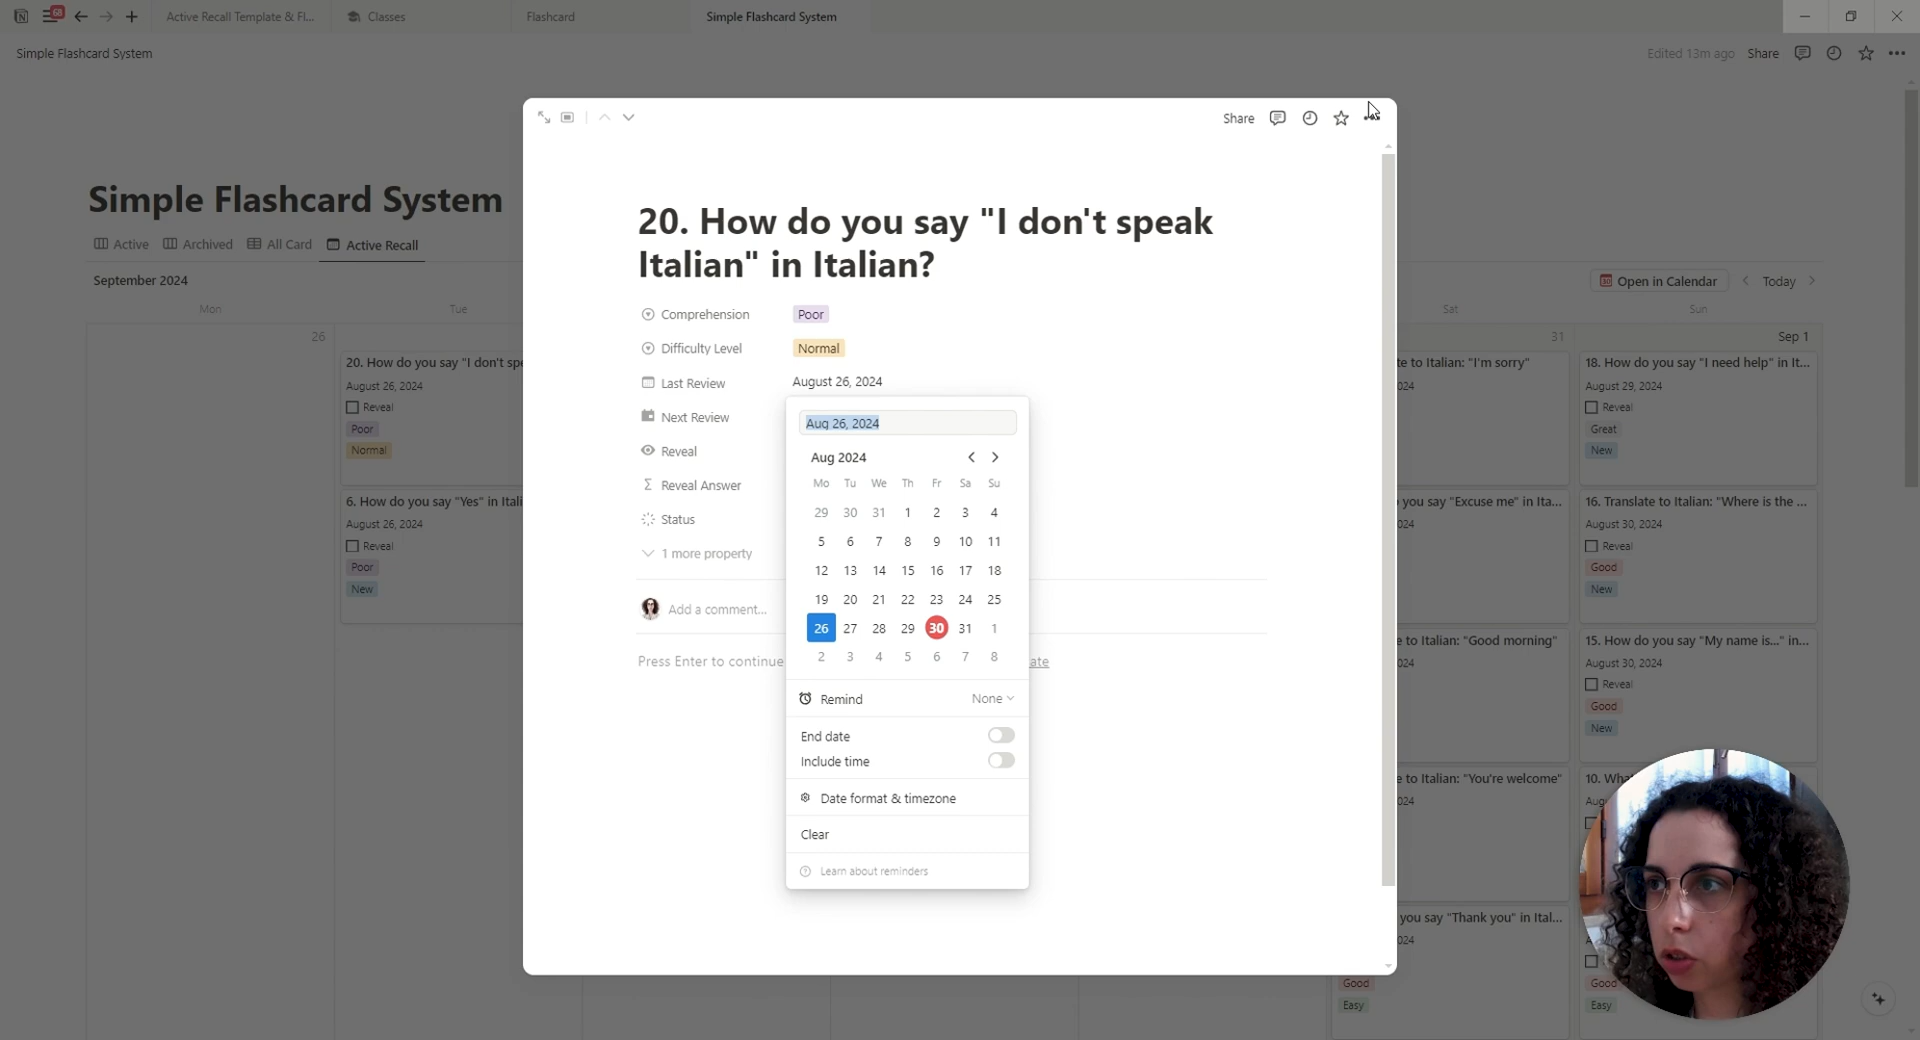 68
Active Recall Template & Fl...
Classes
Flashcard
Simple Flashcard System
Simple Flashcard System
Edited 13m ago
Share
Simple Flashcard System
Active
Archived
All Card
Active Recall
September 2024
Open in Calendar
Today
Mon
Tue
Sat
Sun
26
31
Sep 1
20. How do you say "I don't spe
August 26, 2024
Reveal
Poor
Normal
6. How do you say "Yes" in Itali
August 26, 2024
Reveal
Poor
New
Share
20. How do you say "I don't speak
Italian" in Italian?
Comprehension
Poor
Difficulty Level
Normal
Last Review
August 26, 2024
Next Review
Reveal
Reveal Answer
Status
1 more property
Add a comment...
Press Enter to continue
ate
Aug 26, 2024
Aug 2024
Mo Tu We Th Fr Sa Su
29 30 31 1 2 3 4
5 6 7 8 9 10 11
12 13 14 15 16 17 18
19 20 21 22 23 24 25
26 27 28 29 30 31 1
2 3 4 5 6 7 8
Remind
None
End date
Include time
Date format & timezone
Clear
Learn about reminders
te to Italian: "I'm sorry"
024
you say "Excuse me" in Ita...
024
e to Italian: "Good morning"
024
e to Italian: "You're welcome"
024
you say "Thank you" in Ital...
024
Good
Easy
18. How do you say "I need help" in It...
August 29, 2024
Reveal
Great
New
16. Translate to Italian: "Where is the ...
August 30, 2024
Reveal
Good
New
15. How do you say "My name is..." in...
August 30, 2024
Reveal
Good
New
10. Wha
Aug
Good
Easy